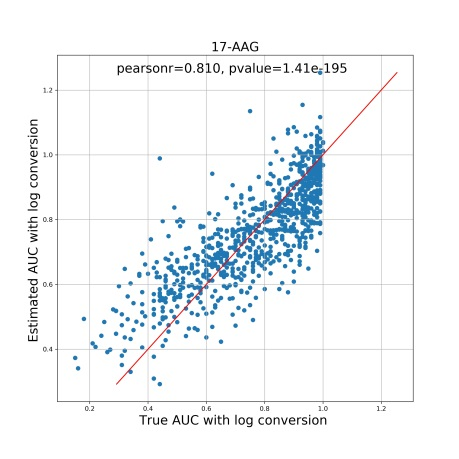 17-AAG
pearsonr=0.810, pvalue=1.41e-195
Estimated AUC with log conversion
1.2
1.0
0.8
0.6
0.4
0.2 0.4 0.6 0.8 1.0 1.2
True AUC with log conversion